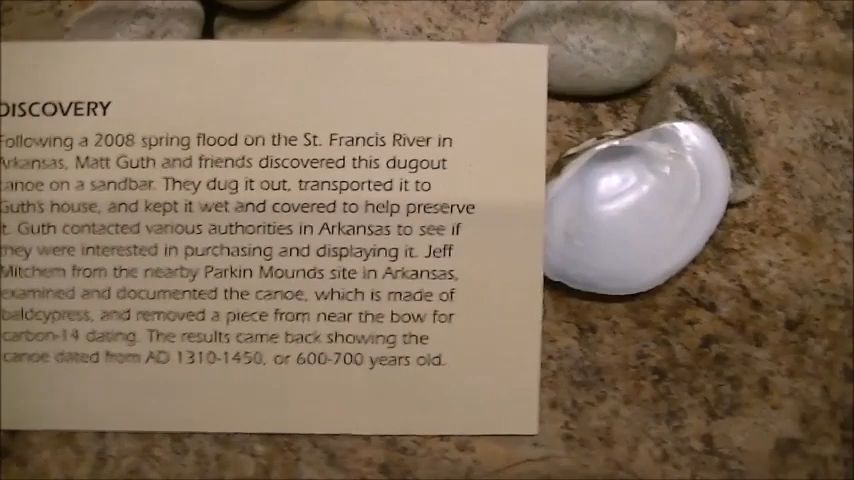 DISCOVERY
Following a 2008 spring flood on the St. Francis River in
Arkansas, Matt Guth and friends discovered this dugout
canoe on a sandbar. They dug it out, transported it to
Guth's house, and kept it wet and covered to help preserve
it. Guth contacted various authorities in Arkansas to see if
they were interested in purchasing and displaying it. Jeff
Mitchem from the nearby Parkin Mounds site in Arkansas,
examined and documented the canoe, which is made of
baldcypress, and removed a piece from near the bow for
carbon-14 dating. The results came back showing the
canoe dated from AD 1310-1450, or 600-700 years old.